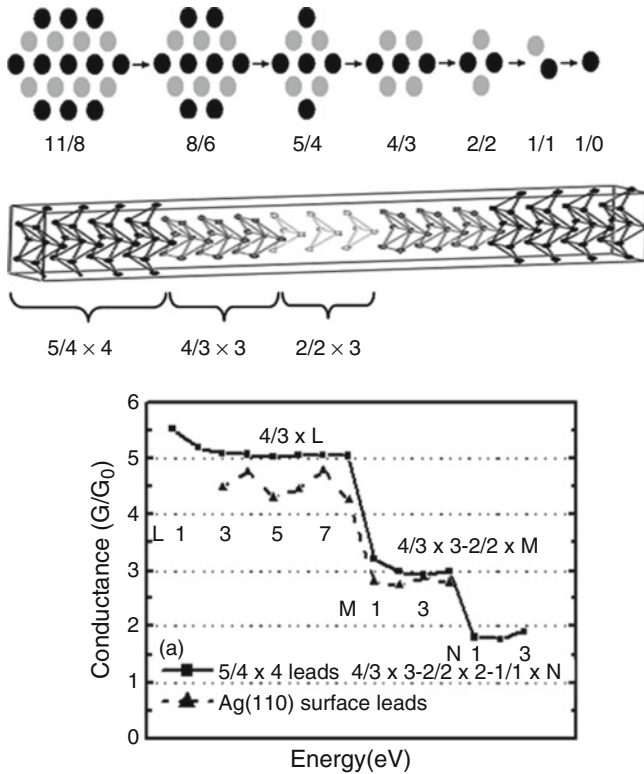 11/8 8/6 5/4 4/3 2/2 1/1 1/0
5/4 × 4 4/3 × 3 2/2 × 3
Conductance (G/G₀)
6
5
4
3
2
1
0
4/3 x L
L 1 3 5 7
4/3 x 3-2/2 x M
M 1 3
N 1 3
(a)
5/4 x 4 leads 4/3 x 3-2/2 x 2-1/1 x N
Ag(110) surface leads
Energy(eV)